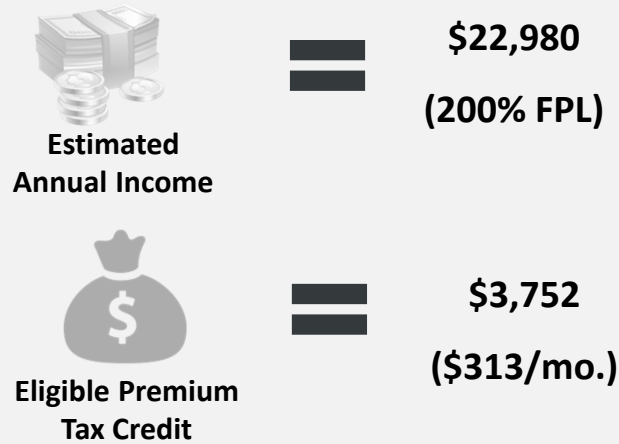 Estimated
Annual Income
$22,980
(200% FPL)
$
Eligible Premium
Tax Credit
$3,752
($313/mo.)